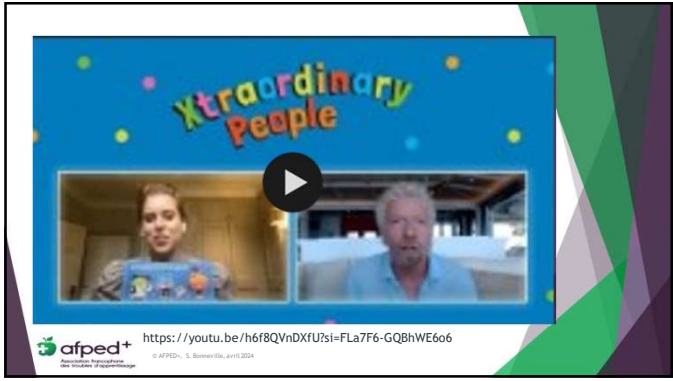 Xtraordinary
People
https://youtu.be/h6f8QVnDXfU?si=FLa7F6-GQBhWE6o6
afped+
Association francophone
des troubles d'apprentissage
© AFPED+, S. Bonneville, avril 2024